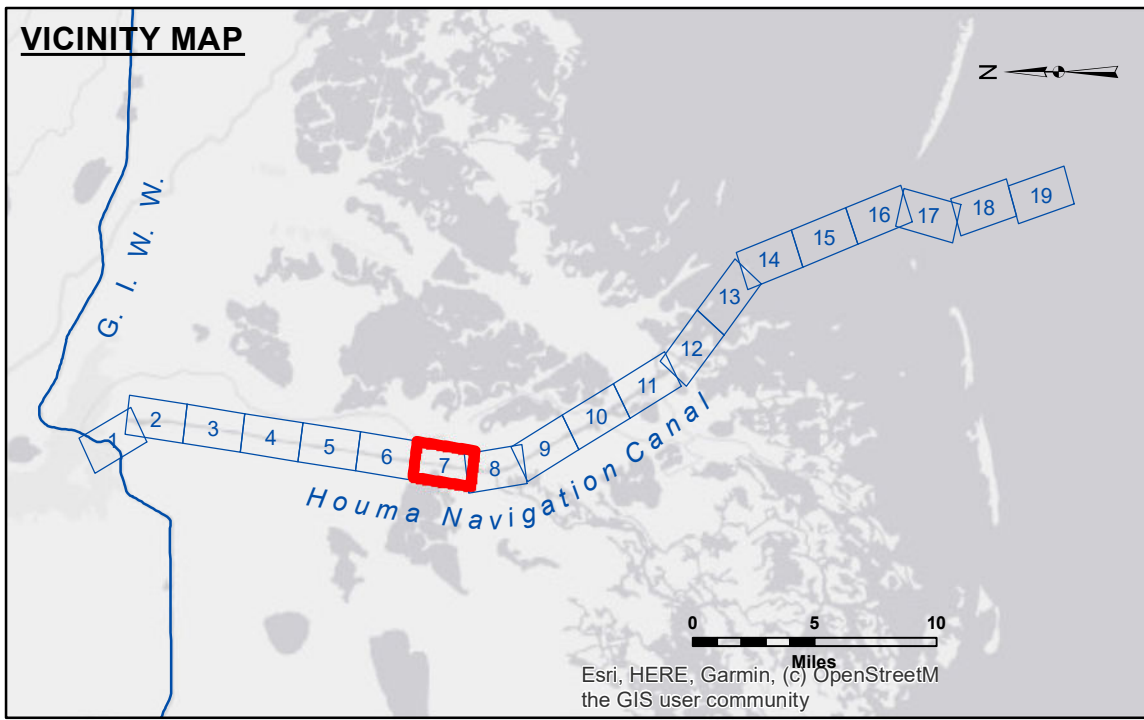 VICINITY MAP
N
G. I. W. W.
1
2
3
4
5
6
7
8
9
10
11
12
13
14
15
16
17
18
19
Houma Navigation Canal
0 5 10
Miles
Esri, HERE, Garmin, (c) OpenStreetM
the GIS user community